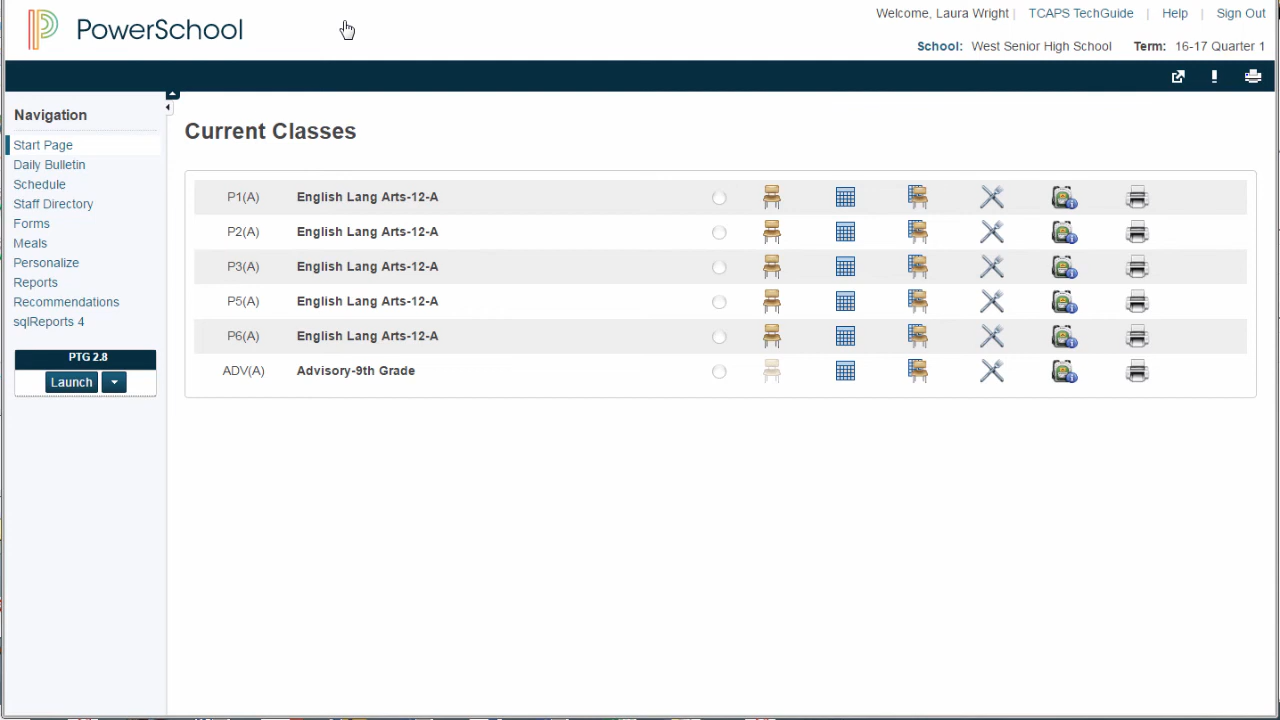 PowerSchool
Welcome, Laura Wright | TCAPS TechGuide | Help | Sign Out
School: West Senior High School Term: 16-17 Quarter 1
Navigation
Start Page
Daily Bulletin
Schedule
Staff Directory
Forms
Meals
Personalize
Reports
Recommendations
sqlReports 4
PTG 2.8
Launch
Current Classes
P1(A) English Lang Arts-12-A
P2(A) English Lang Arts-12-A
P3(A) English Lang Arts-12-A
P5(A) English Lang Arts-12-A
P6(A) English Lang Arts-12-A
ADV(A) Advisory-9th Grade